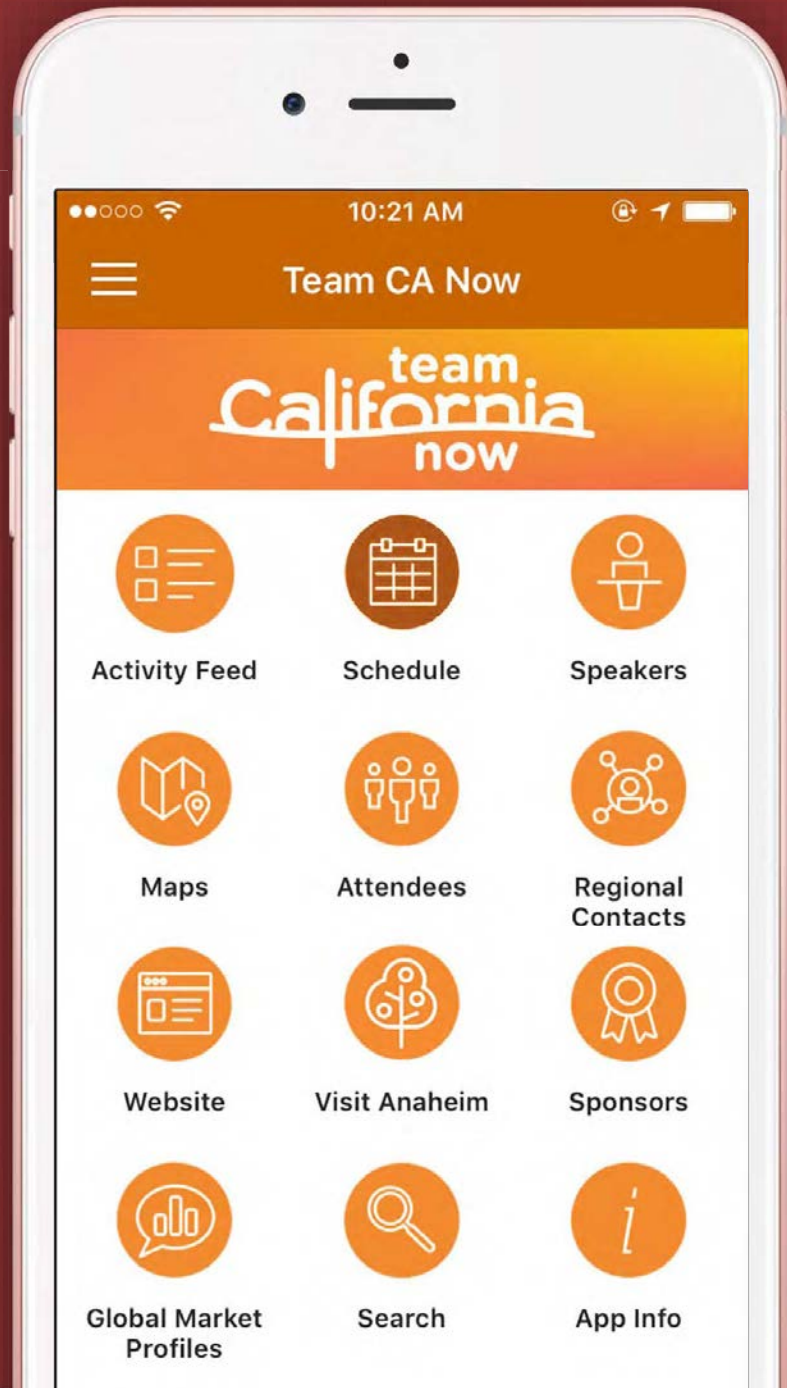 10:21 AM
Team CA Now
team
California
now
Activity Feed
Schedule
Speakers
Maps
Attendees
Regional
Contacts
Website
Visit Anaheim
Sponsors
Global Market
Profiles
Search
App Info